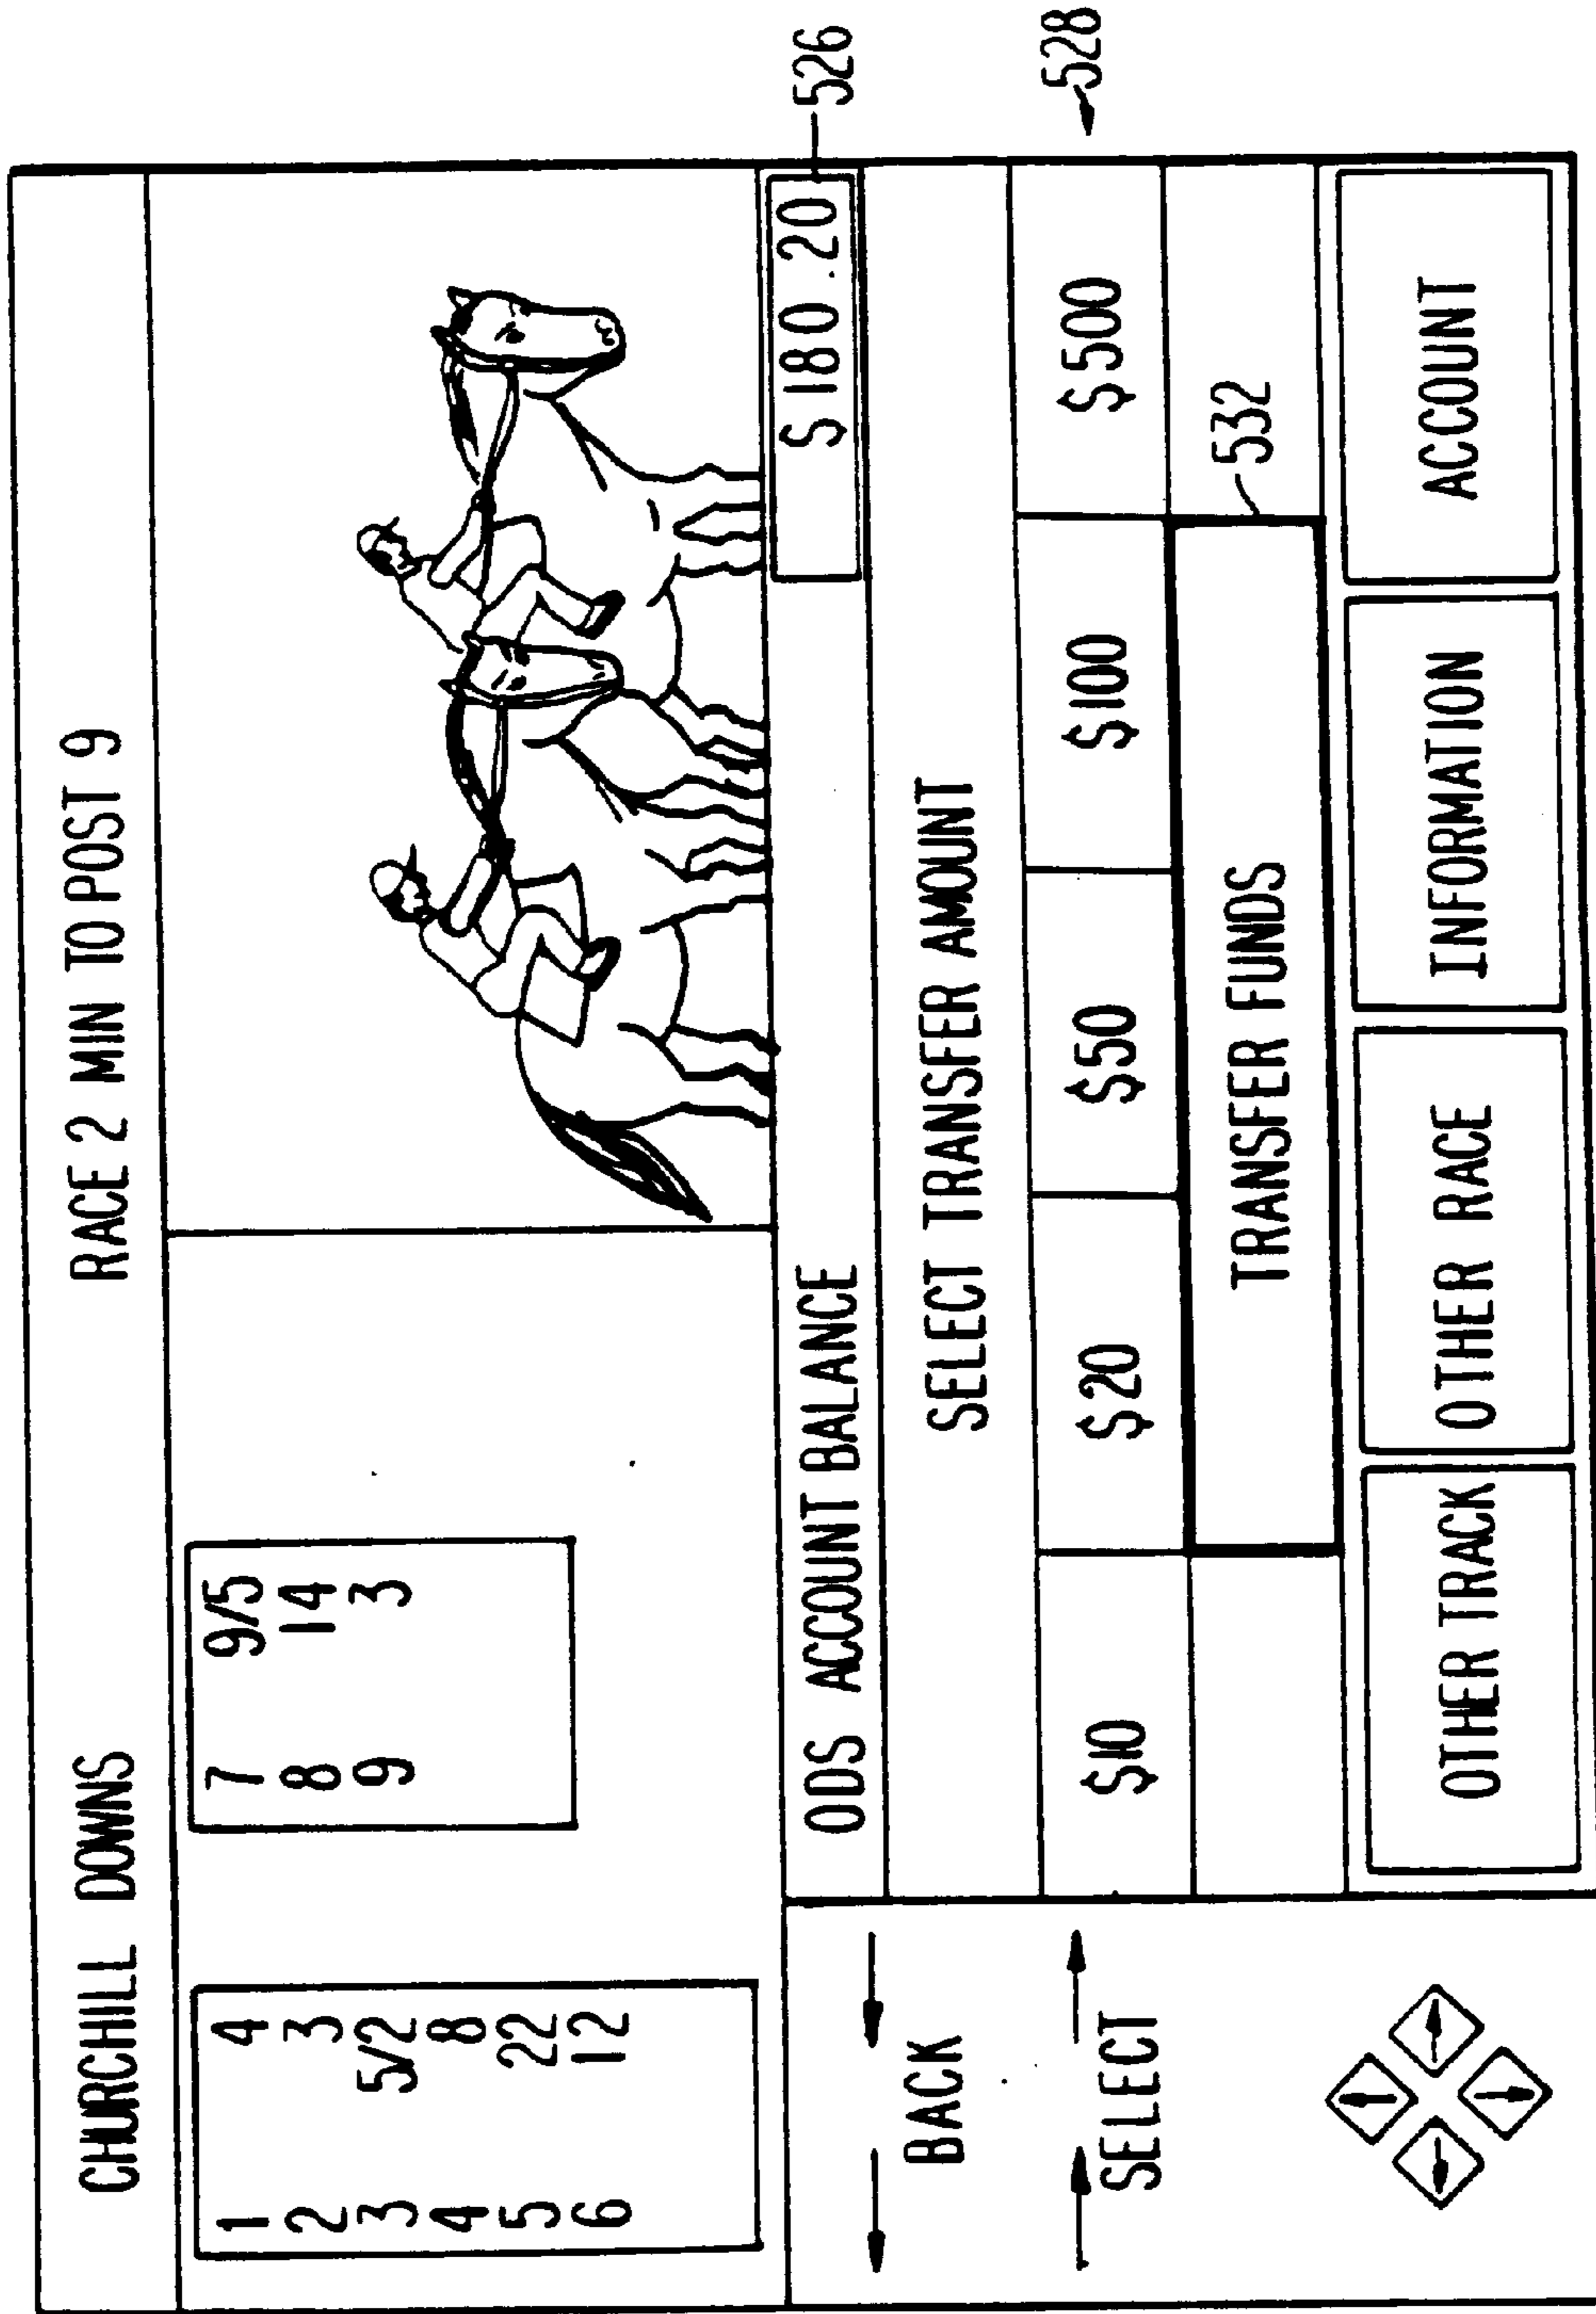 CHURCHILL DOWNS RACE 2 MIN TO POST 9
1 4 7 9/5
2 3 8 14
3 5/2 9 3
4 8
5 22
6 12
ODS ACCOUNT BALANCE $180.20
526
BACK
SELECT TRANSFER AMOUNT
SELECT
$10 $20 $50 $100 $500
528
TRANSFER FUNDS
532
OTHER TRACK OTHER RACE INFORMATION ACCOUNT